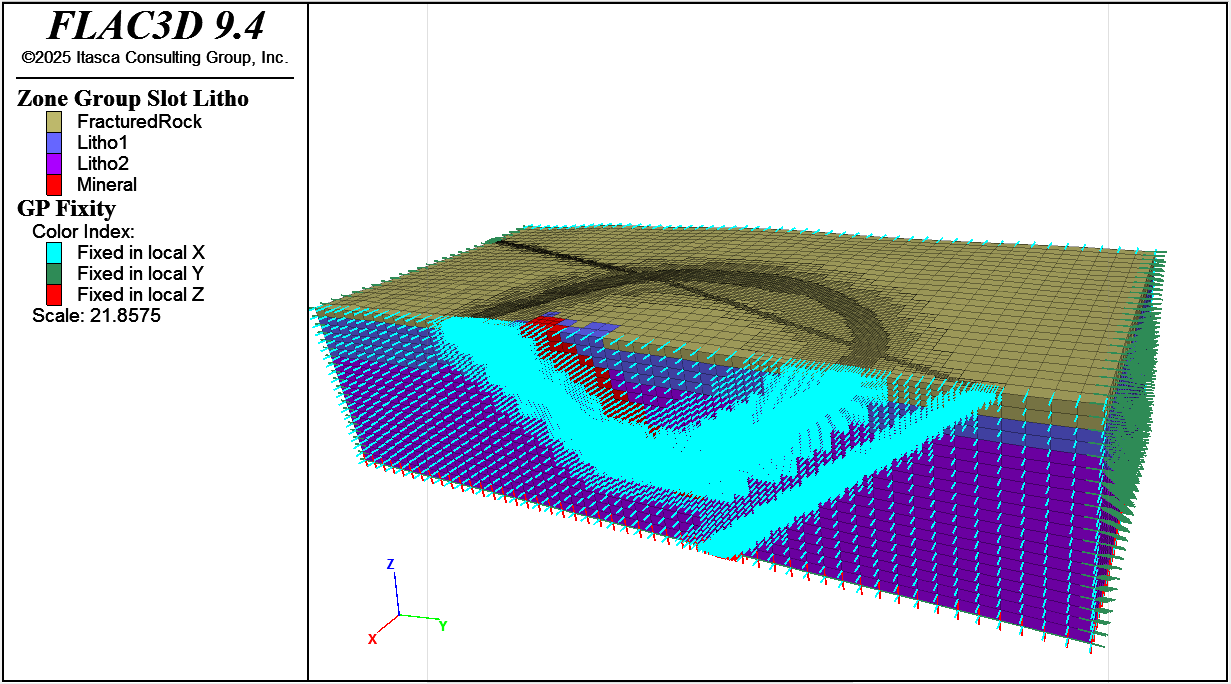 FLAC3D 9.4
©2025 Itasca Consulting Group, Inc.
Zone Group Slot Litho
FracturedRock
Litho1
Litho2
Mineral
GP Fixity
Color Index:
Fixed in local X
Fixed in local Y
Fixed in local Z
Scale: 21.8575
Z
Y
X